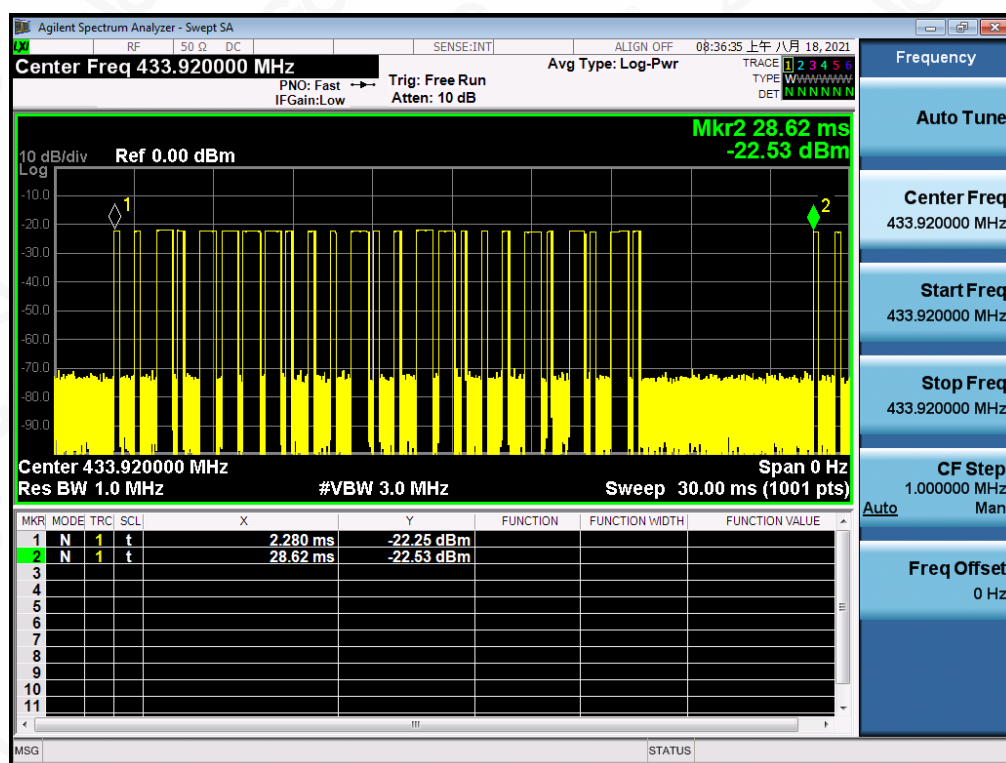 Agilent Spectrum Analyzer - Swept SA
LXI RF 50 Ω DC SENSE:INT ALIGN OFF 08:36:35 上午 八月 18, 2021
Center Freq 433.920000 MHz
PNO: Fast
IFGain:Low
Trig: Free Run
Atten: 10 dB
Avg Type: Log-Pwr
TRACE 1 2 3 4 5 6
TYPE WWWWWW
DET N N N N N N
Mkr2 28.62 ms
-22.53 dBm
10 dB/div Ref 0.00 dBm
Log
-10.0
-20.0
-30.0
-40.0
-50.0
-60.0
-70.0
-80.0
-90.0
1
2
Center 433.920000 MHz Span 0 Hz
Res BW 1.0 MHz #VBW 3.0 MHz Sweep 30.00 ms (1001 pts)
MKR MODE TRC SCL X Y FUNCTION FUNCTION WIDTH FUNCTION VALUE
1 N 1 t 2.280 ms -22.25 dBm
2 N 1 t 28.62 ms -22.53 dBm
3
4
5
6
7
8
9
10
11
MSG STATUS
Frequency
Auto Tune
Center Freq
433.920000 MHz
Start Freq
433.920000 MHz
Stop Freq
433.920000 MHz
CF Step
1.000000 MHz
Auto Man
Freq Offset
0 Hz